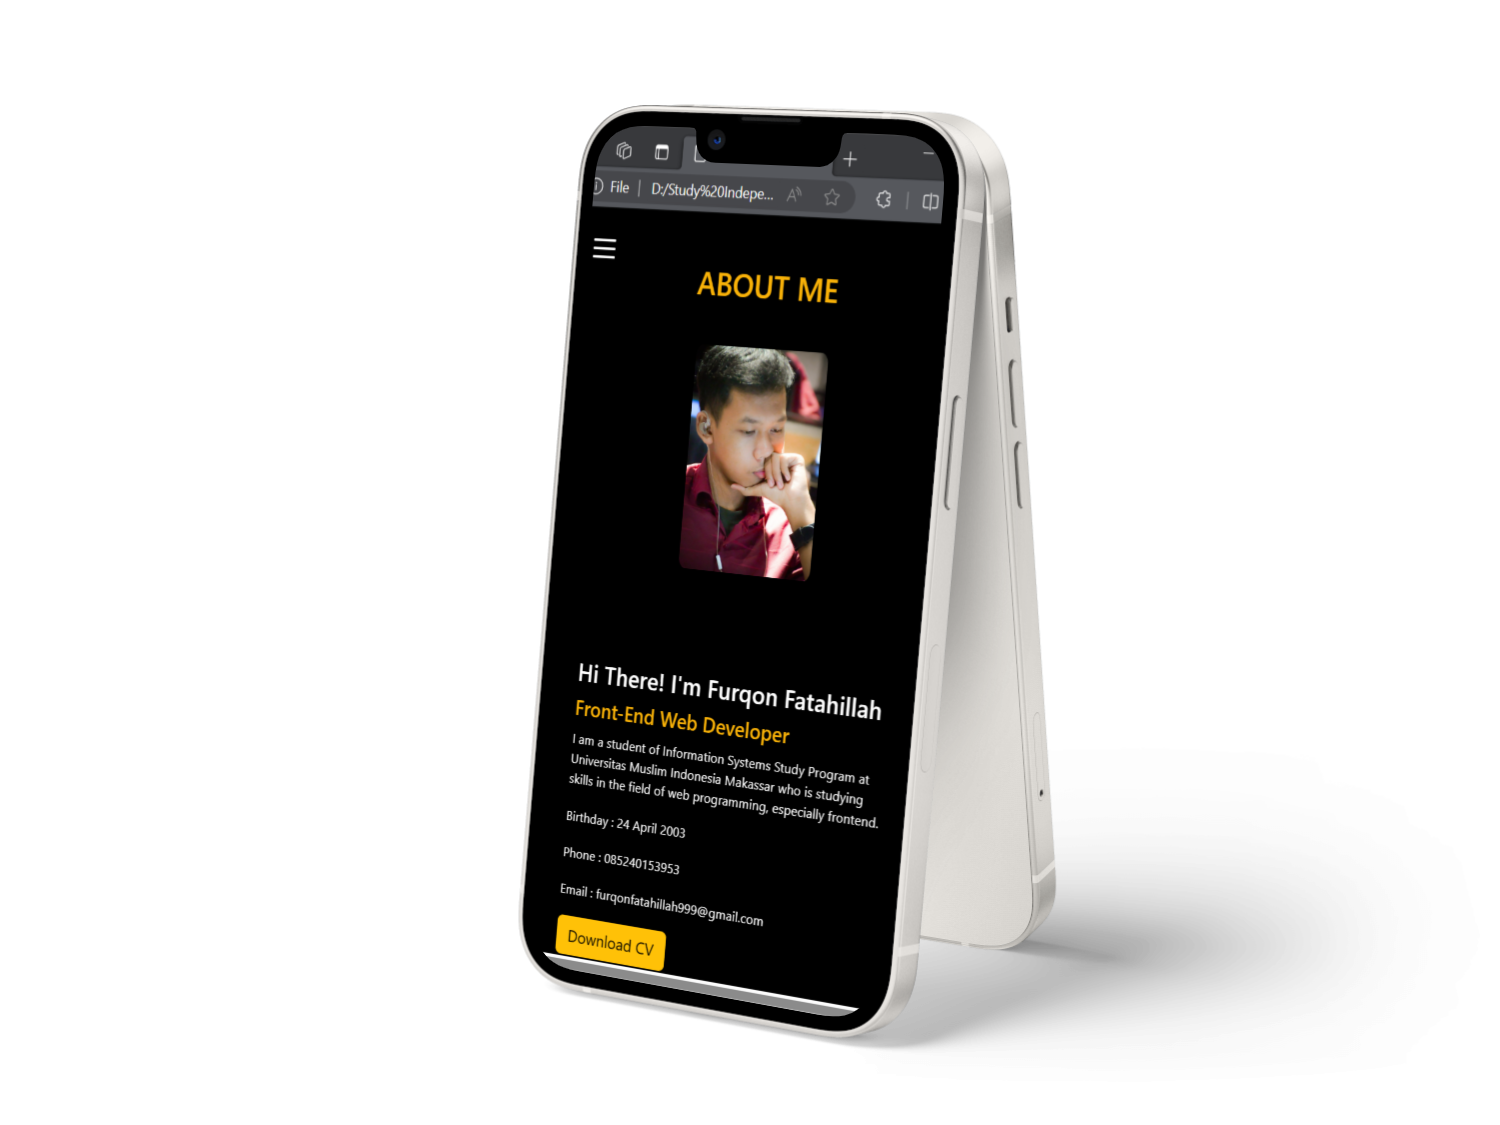 File | D:/Study%20Indepe...
ABOUT ME
Hi There! I'm Furqon Fatahillah
Front-End Web Developer
I am a student of Information Systems Study Program at
Universitas Muslim Indonesia Makassar who is studying
skills in the field of web programming, especially frontend.
Birthday : 24 April 2003
Phone : 085240153953
Email : furqonfatahillah999@gmail.com
Download CV